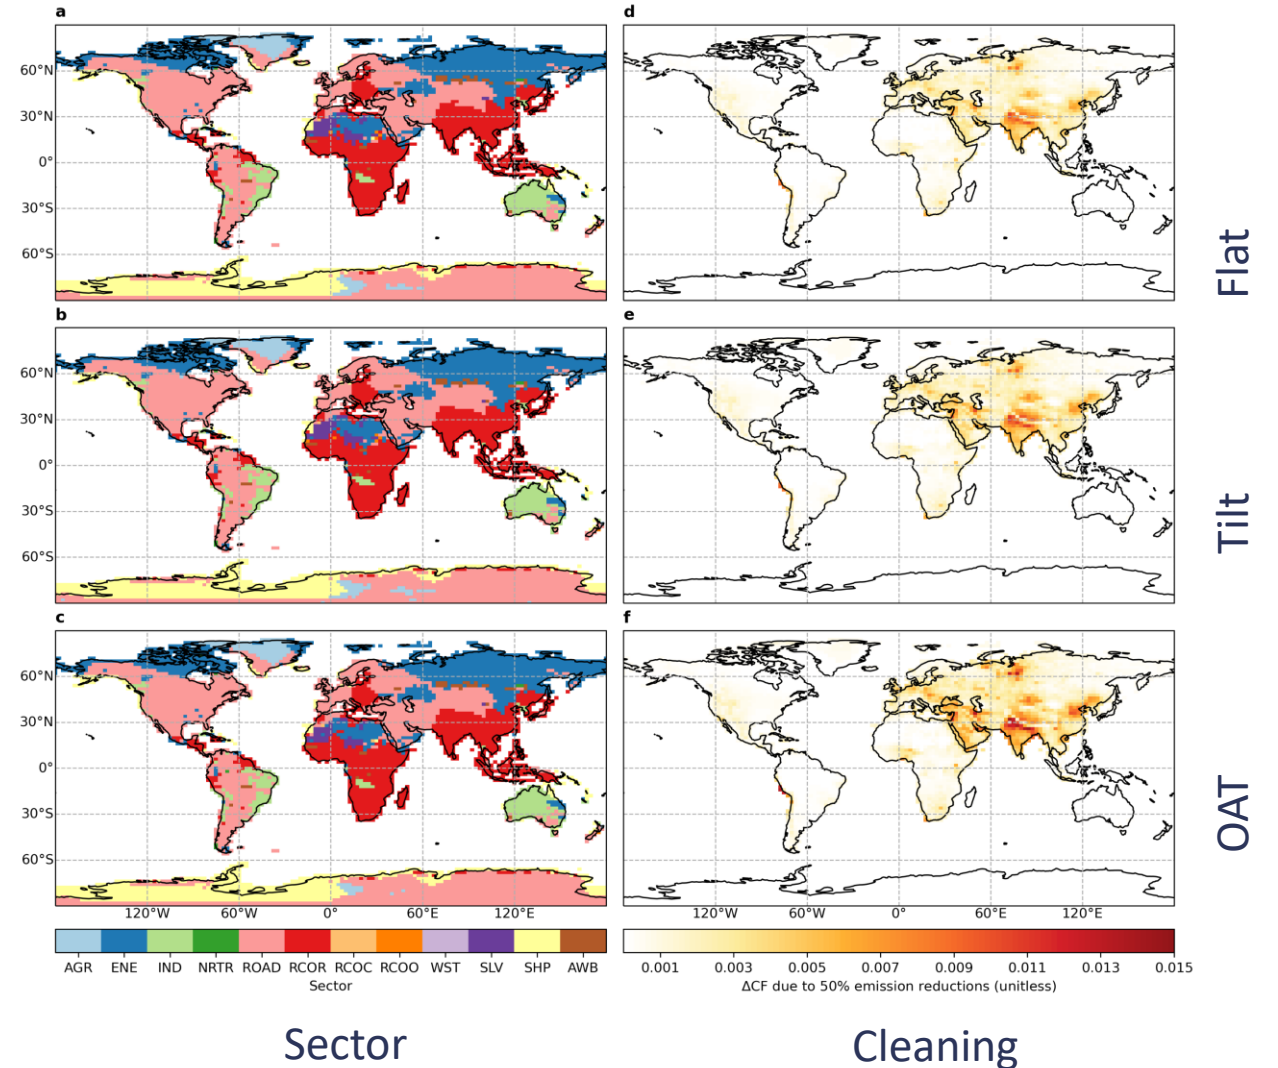 a
d
60°N
30°N
0°
30°S
60°S
Flat
b
e
60°N
30°N
0°
30°S
60°S
Tilt
c
f
60°N
30°N
0°
30°S
60°S
OAT
120°W 60°W 0° 60°E 120°E
120°W 60°W 0° 60°E 120°E
AGR ENE IND NRTR ROAD RCOR RCOC RCOO WST SLV SHP AWB
Sector
0.001 0.003 0.005 0.007 0.009 0.011 0.013 0.015
ΔCF due to 50% emission reductions (unitless)
Sector
Cleaning